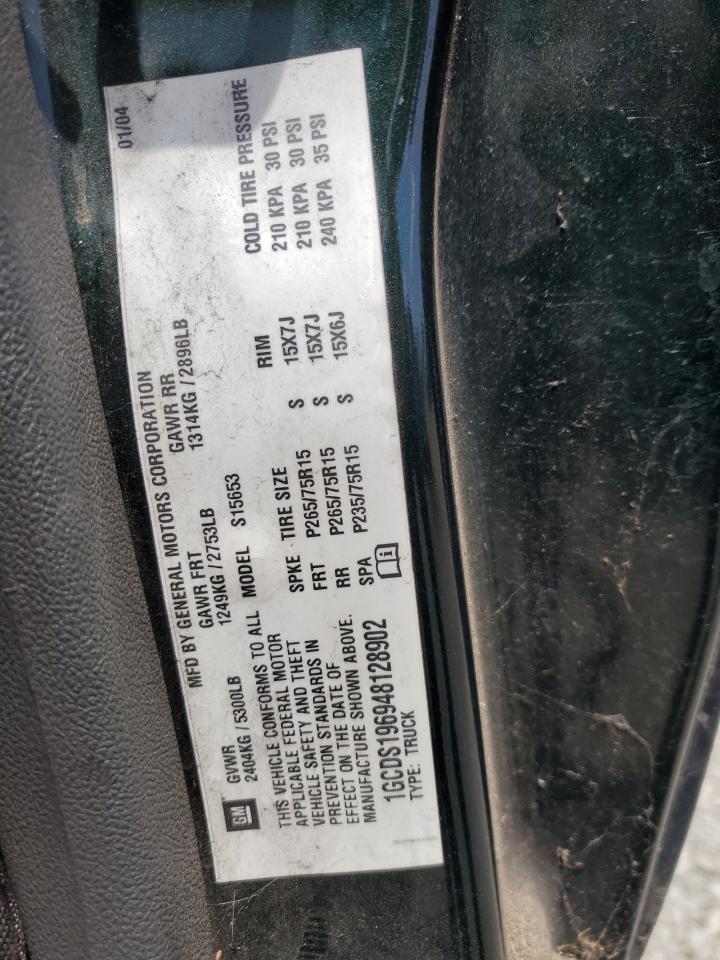 MFD BY GENERAL MOTORS CORPORATION 01/04
GM
GVWR GAWR FRT GAWR RR
2404KG / 5300LB 1249KG / 2753LB 1314KG / 2896LB
THIS VEHICLE CONFORMS TO ALL
APPLICABLE FEDERAL MOTOR
VEHICLE SAFETY AND THEFT
PREVENTION STANDARDS IN
EFFECT ON THE DATE OF
MANUFACTURE SHOWN ABOVE.
1GCDS196948128902
TYPE: TRUCK
MODEL S15653
SPKE TIRE SIZE RIM COLD TIRE PRESSURE
FRT P265/75R15 S 15X7J 210 KPA 30 PSI
RR P265/75R15 S 15X7J 210 KPA 30 PSI
SPA P235/75R15 S 15X6J 240 KPA 35 PSI